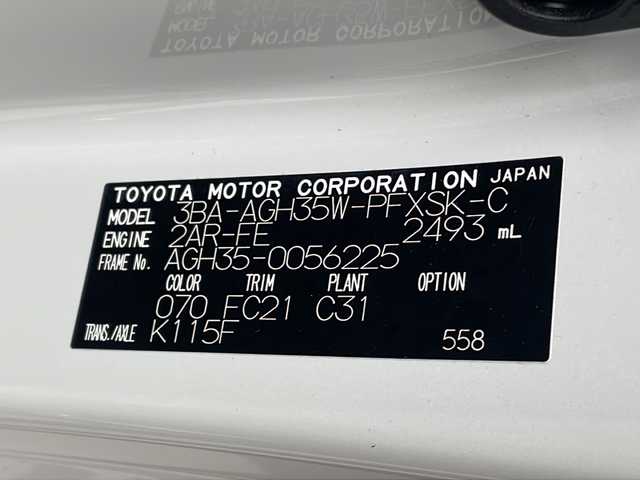 TOYOTA MOTOR CORPORATION JAPAN
MODEL 3BA-AGH35W-PFXSK-C
ENGINE 2AR-FE 2493 mL
FRAME No. AGH35-0056225
COLOR TRIM PLANT OPTION
070 FC21 C31
TRANS./AXLE K115F 558